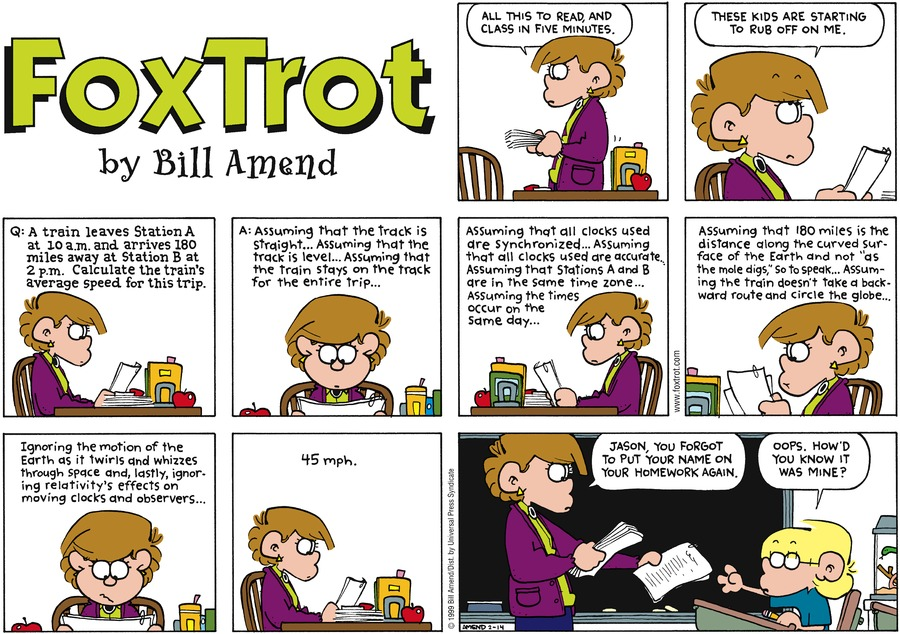 FoxTrot
by Bill Amend
ALL THIS TO READ, AND
CLASS IN FIVE MINUTES.
THESE KIDS ARE STARTING
TO RUB OFF ON ME.
Q: A train leaves Station A
at 10 a.m. and arrives 180
miles away at Station B at
2 p.m. Calculate the train's
average speed for this trip.
A: Assuming that the track is
straight... Assuming that the
track is level... Assuming that
the train stays on the track
for the entire trip...
Assuming that all clocks used
are synchronized... Assuming
that all clocks used are accurate...
Assuming that Stations A and B
are in the same time zone...
Assuming the times
occur on the
same day...
Assuming that 180 miles is the
distance along the curved sur-
face of the Earth and not "as
the mole digs," so to speak... Assum-
ing the train doesn't take a back-
ward route and circle the globe...
www.foxtrot.com
Ignoring the motion of the
Earth as it twirls and whizzes
through space and, lastly, ignor-
ing relativity's effects on
moving clocks and observers...
45 mph.
© 1999 Bill Amend/Dist. by Universal Press Syndicate
JASON, YOU FORGOT
TO PUT YOUR NAME ON
YOUR HOMEWORK AGAIN.
OOPS. HOW'D
YOU KNOW IT
WAS MINE?
AMEND 2-14